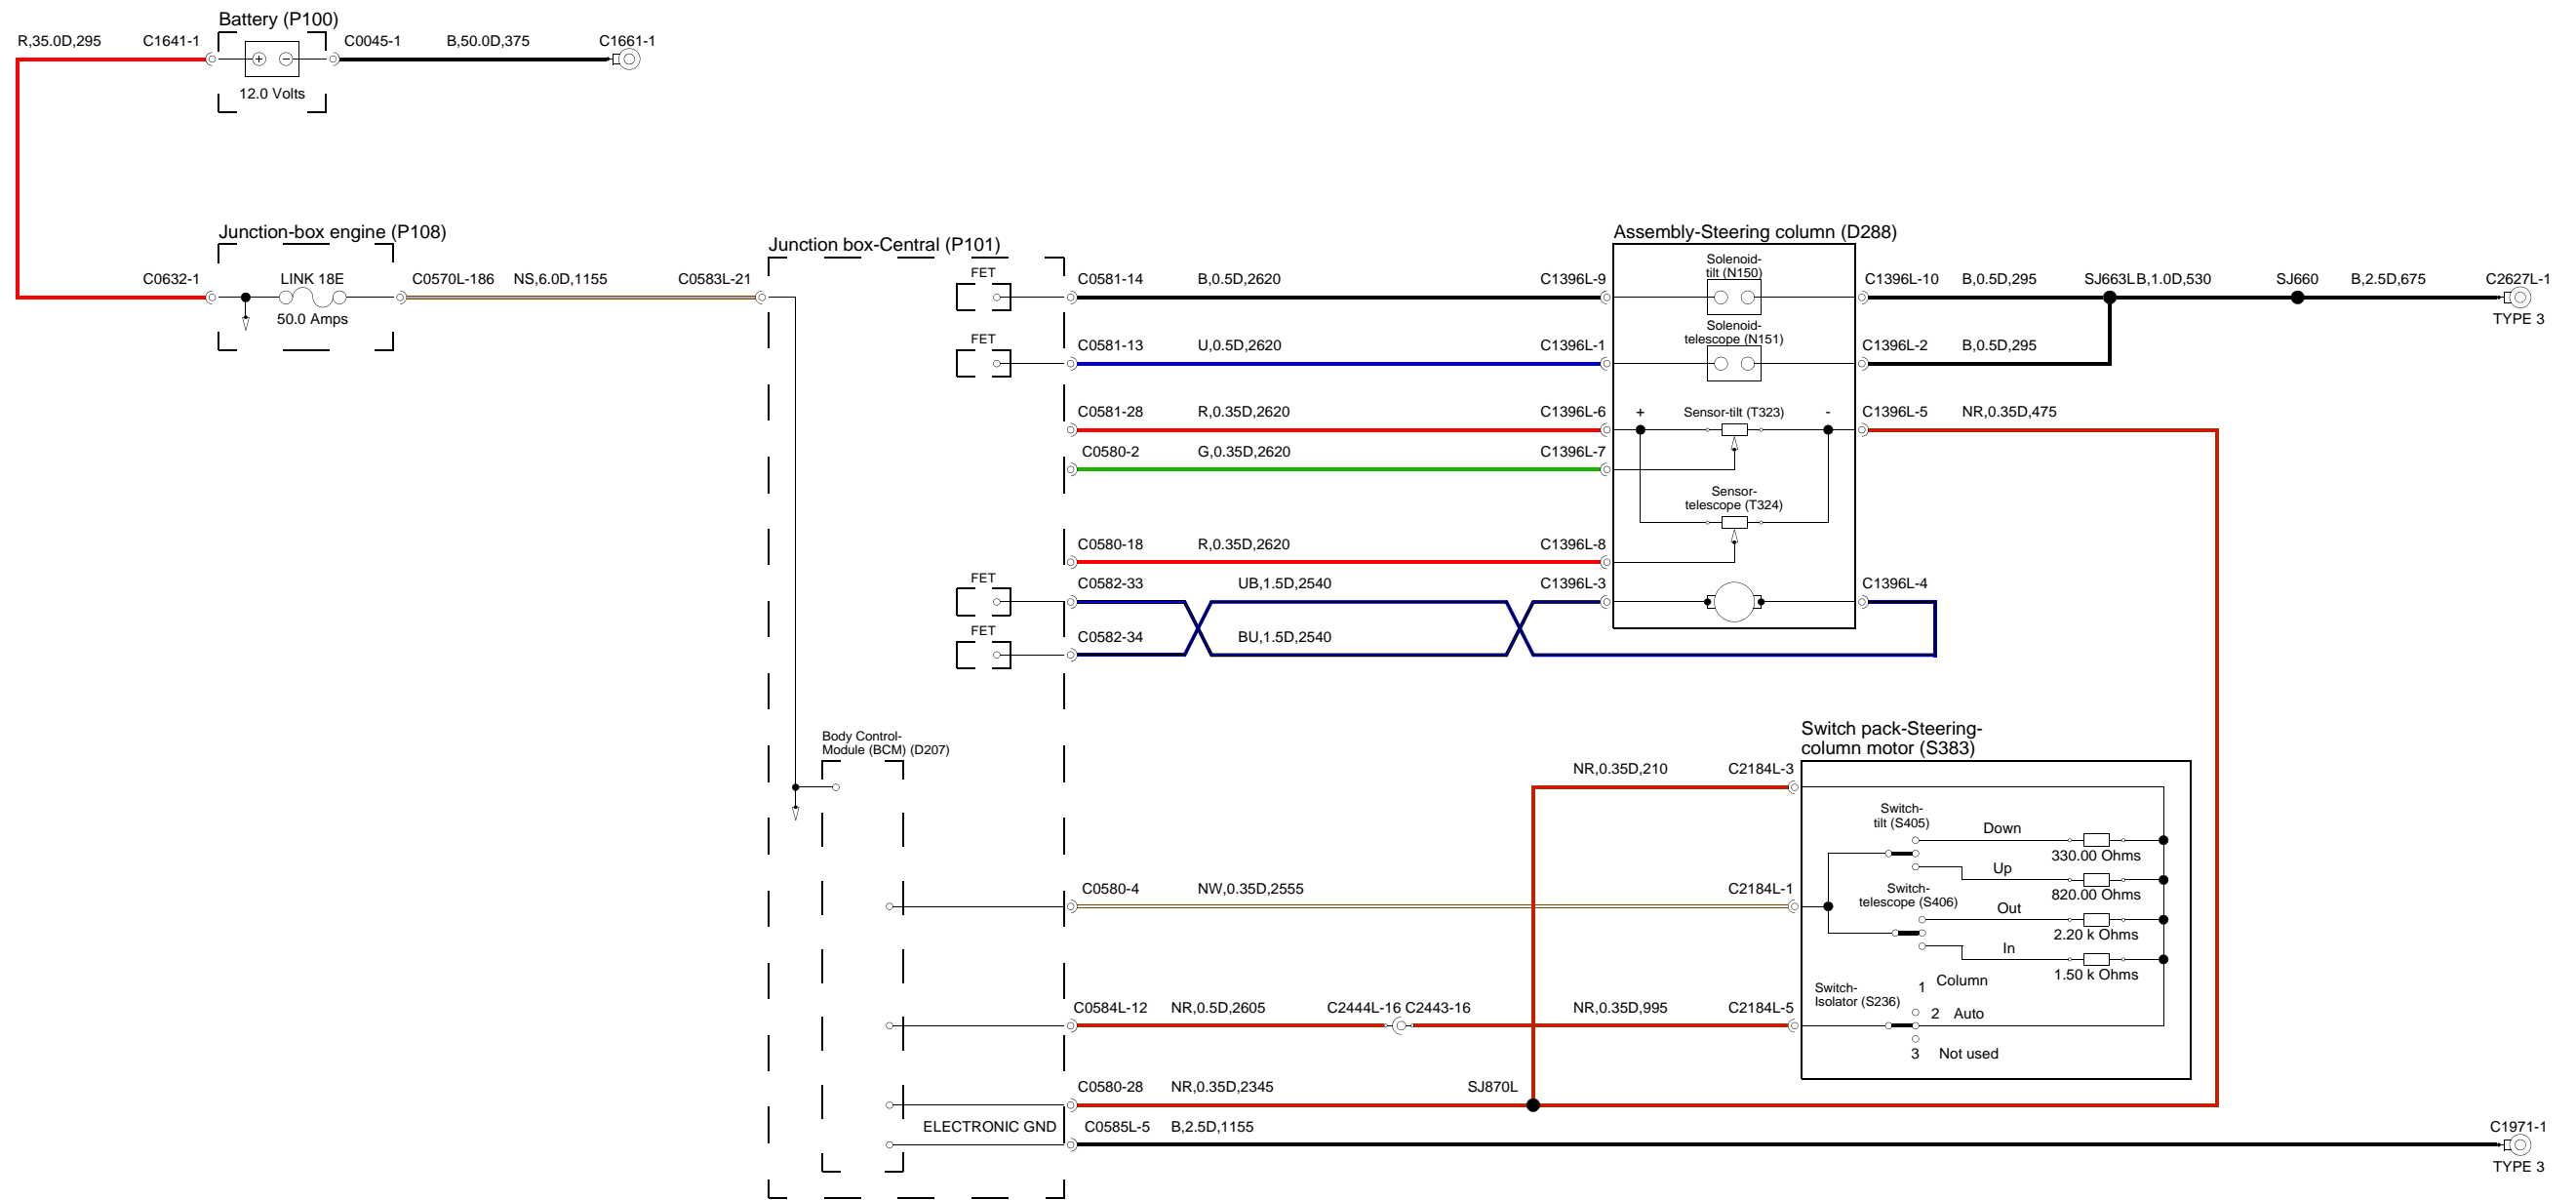 Battery (P100)
R,35.0D,295
C1641-1
C0045-1
B,50.0D,375
C1661-1
+
−
12.0 Volts
Junction-box engine (P108)
C0632-1
LINK 18E
50.0 Amps
C0570L-186
NS,6.0D,1155
C0583L-21
Junction box-Central (P101)
FET
C0581-14
B,0.5D,2620
C1396L-9
FET
C0581-13
U,0.5D,2620
C1396L-1
C0581-28
R,0.35D,2620
C1396L-6
C0580-2
G,0.35D,2620
C1396L-7
C0580-18
R,0.35D,2620
C1396L-8
FET
C0582-33
UB,1.5D,2540
C1396L-3
FET
C0582-34
BU,1.5D,2540
Assembly-Steering column (D288)
Solenoid-
tilt (N150)
Solenoid-
telescope (N151)
+
Sensor-tilt (T323)
-
Sensor-
telescope (T324)
C1396L-10
B,0.5D,295
SJ663L
B,1.0D,530
SJ660
B,2.5D,675
C2627L-1
TYPE 3
C1396L-2
B,0.5D,295
C1396L-5
NR,0.35D,475
C1396L-4
Body Control-
Module (BCM) (D207)
Switch pack-Steering-
column motor (S383)
NR,0.35D,210
C2184L-3
Switch-
tilt (S405)
Down
330.00 Ohms
Up
820.00 Ohms
C0580-4
NW,0.35D,2555
C2184L-1
Switch-
telescope (S406)
Out
2.20 k Ohms
In
1.50 k Ohms
Switch-
Isolator (S236)
1 Column
2 Auto
3 Not used
C0584L-12
NR,0.5D,2605
C2444L-16
C2443-16
NR,0.35D,995
C2184L-5
C0580-28
NR,0.35D,2345
SJ870L
ELECTRONIC GND
C0585L-5
B,2.5D,1155
C1971-1
TYPE 3